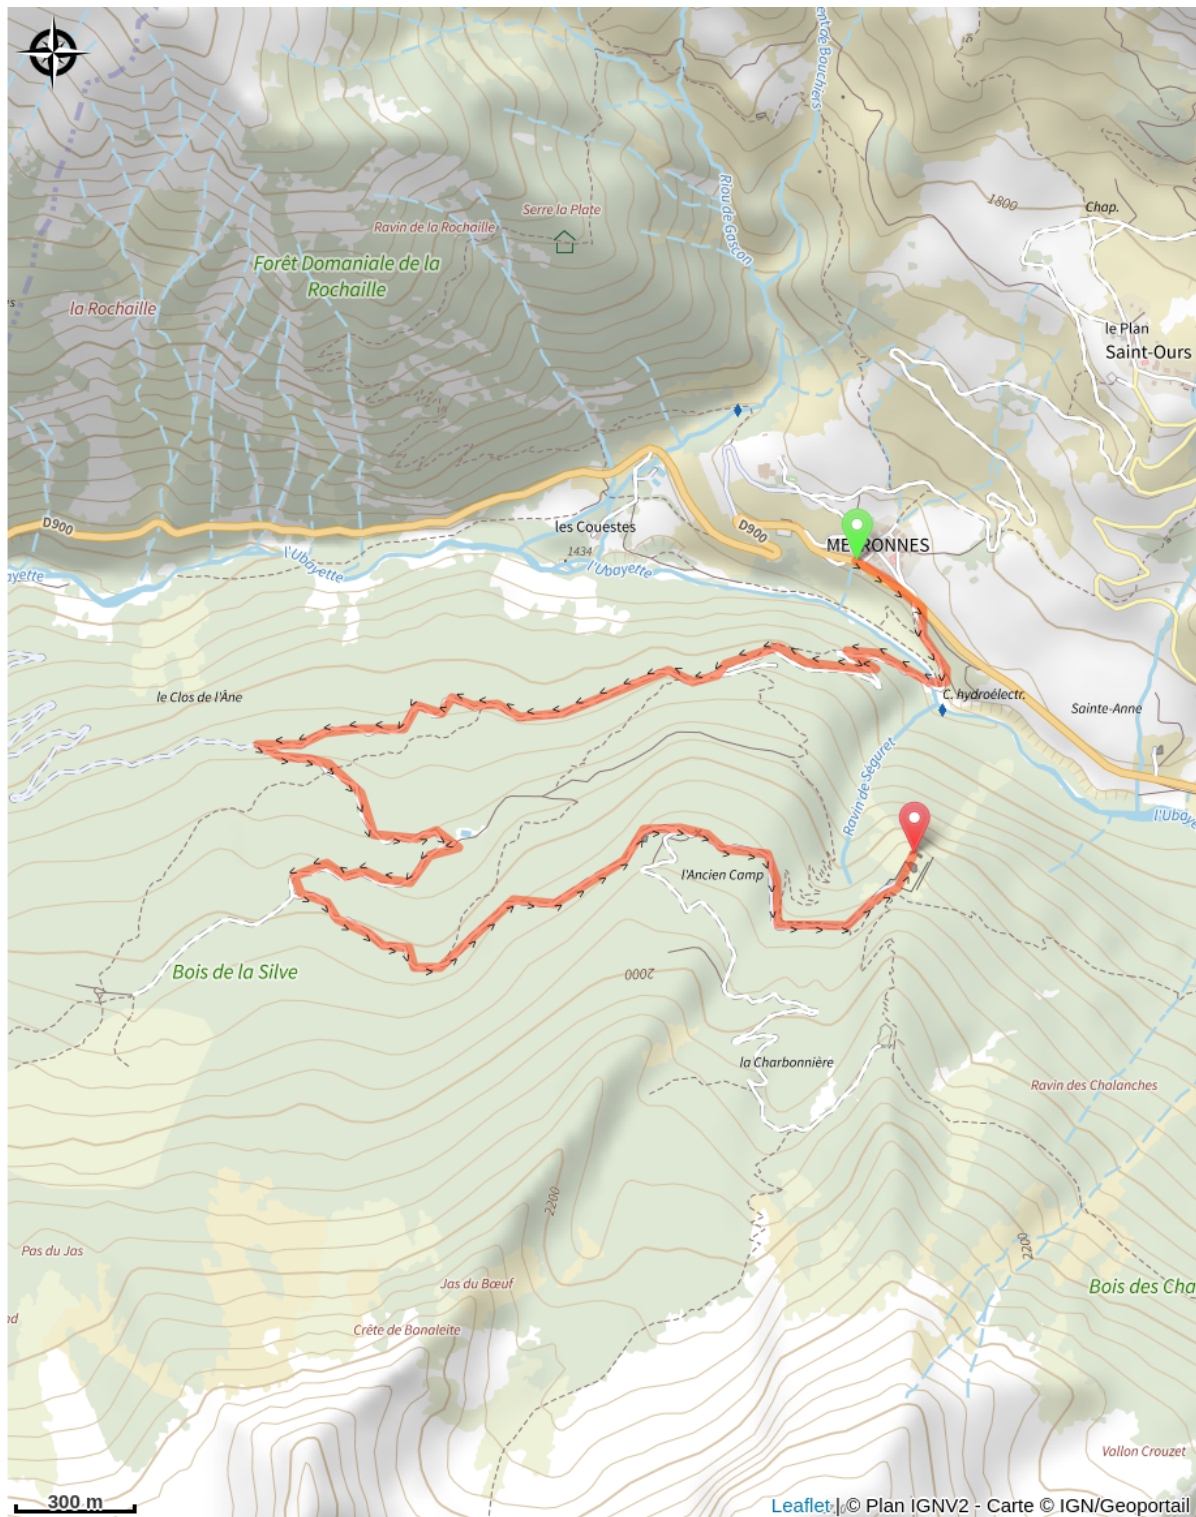 Riou de Gascon
1800
Chap.
Serre la Plate
Ravin de la Rochaille
Forêt Domaniale de la
Rochaille
la Rochaille
le Plan
Saint-Ours
D900
les Couestes
D900
1434
l'Ubayette
l'Ubayette
ayette
le Clos de l'Âne
C. hydroélectr.
Sainte-Anne
Ravin de Séguret
l'Ubaye
l'Ancien Camp
Bois de la Silve
2000
la Charbonnière
Ravin des Chalanches
2200
2200
Pas du Jas
Jas du Bœuf
Bois des Cha
nd
Crête de Banaleite
Vallon Crouzet
300 m
Leaflet | © Plan IGNV2 - Carte © IGN/Geoportail